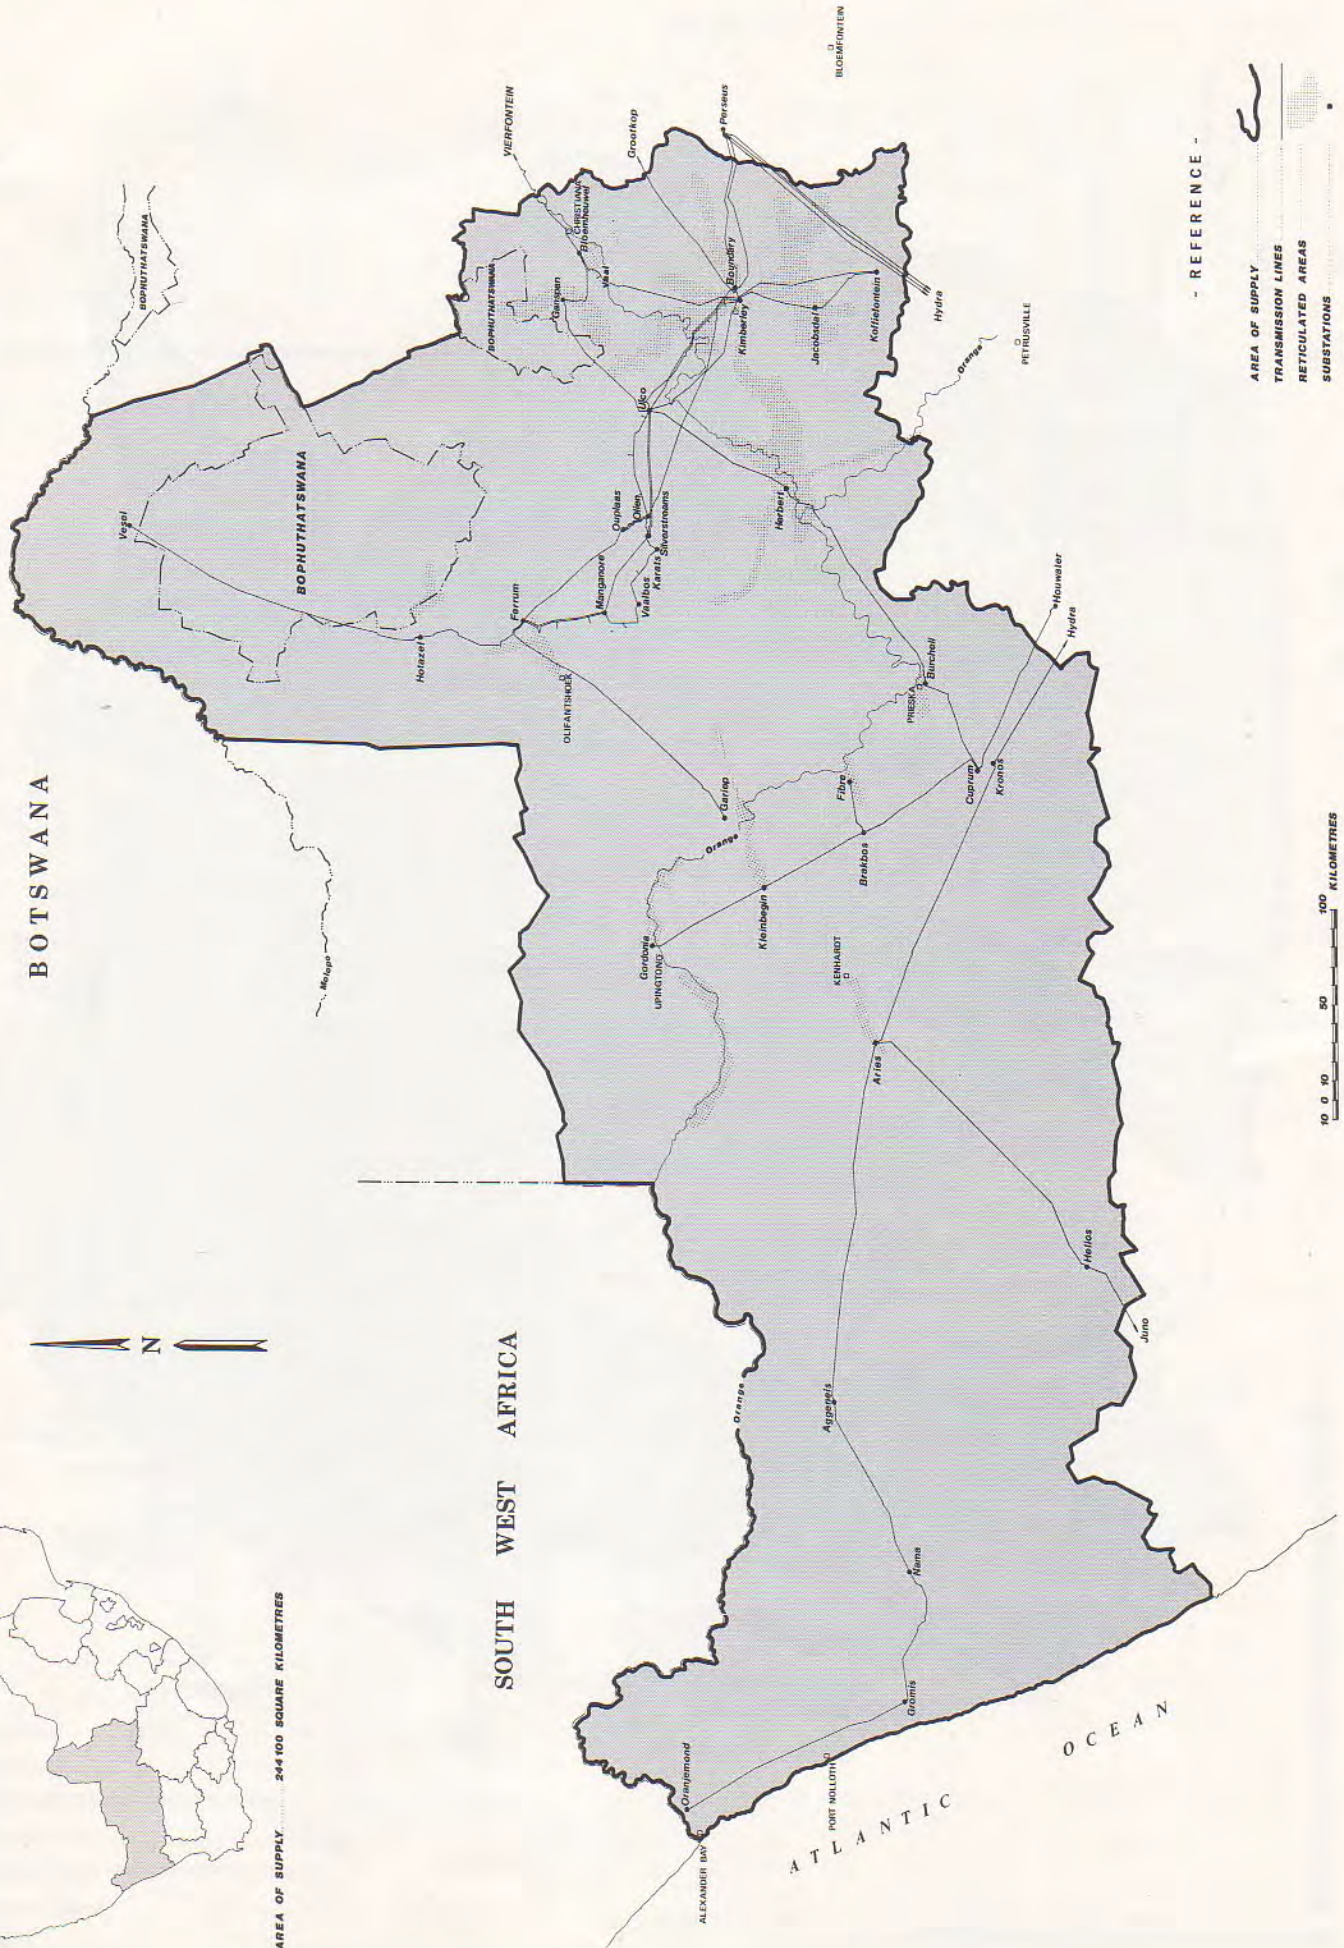 BOTSWANA
N
AREA OF SUPPLY 244 100 SQUARE KILOMETRES
SOUTH WEST AFRICA
ATLANTIC OCEAN
Molopo
BOPHUTHATSWANA
BOPHUTHATSWANA
BOPHUTHATSWANA
Vesel
Hotazel
Ferrum
OLIFANTSHOEK
Manganore
Vaalbos
Karats
Silverstreams
Ouplaas
Olien
Ulco
Ganspan
VIERFONTEIN
CHRISTIANA
Bloemhouwel
Vaal
Grootkop
Perseus
BLOEMFONTEIN
Boundary
Kimberley
Jacobsdal
Koffiefontein
Hydra
PETRUSVILLE
Orange
Herbert
Burcholl
PRIESKA
Houwater
Hydra
Cuprum
Kronos
Fibre
Brakbos
Gariep
Orange
Kleinbegin
Gordonia
UPINGTON
KENHARDT
Aries
Helios
Juno
Orange
Aggeneis
Nama
Gromis
Oranjemond
ALEXANDER BAY
PORT NOLLOTH
- REFERENCE -
AREA OF SUPPLY
TRANSMISSION LINES
RETICULATED AREAS
SUBSTATIONS
10 0 10 50 100
KILOMETRES